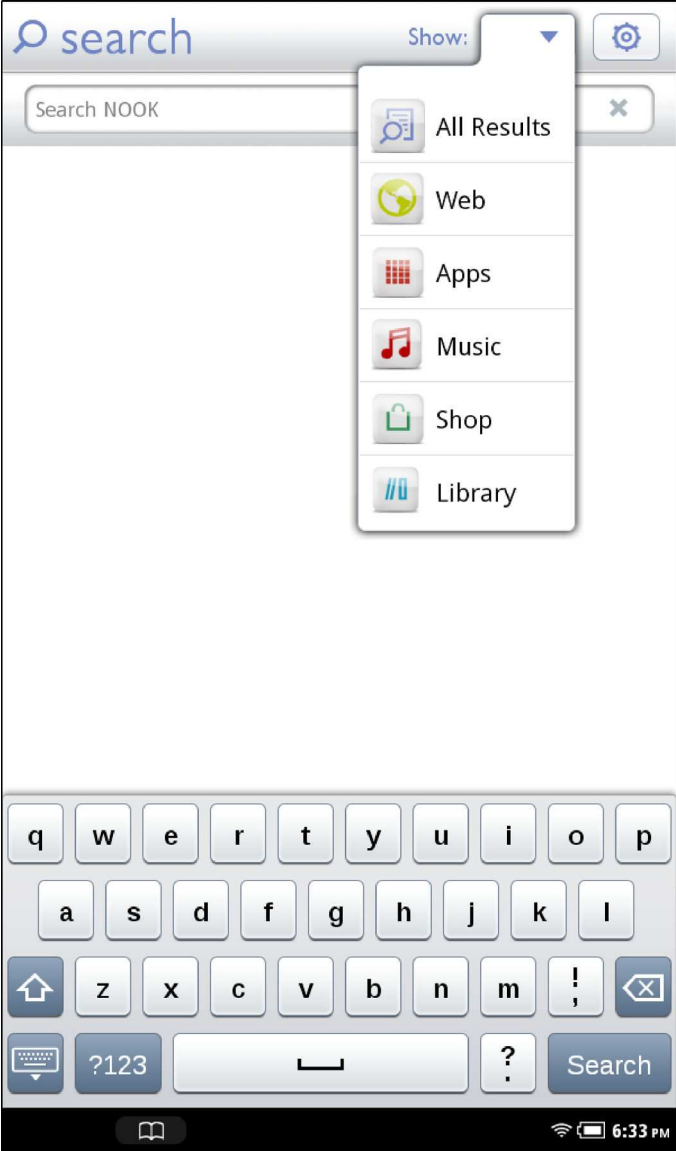 search Show:
Search NOOK
All Results
Web
Apps
Music
Shop
Library
q w e r t y u i o p
a s d f g h j k l
z x c v b n m ! ,
?123 ? . Search
6:33 PM